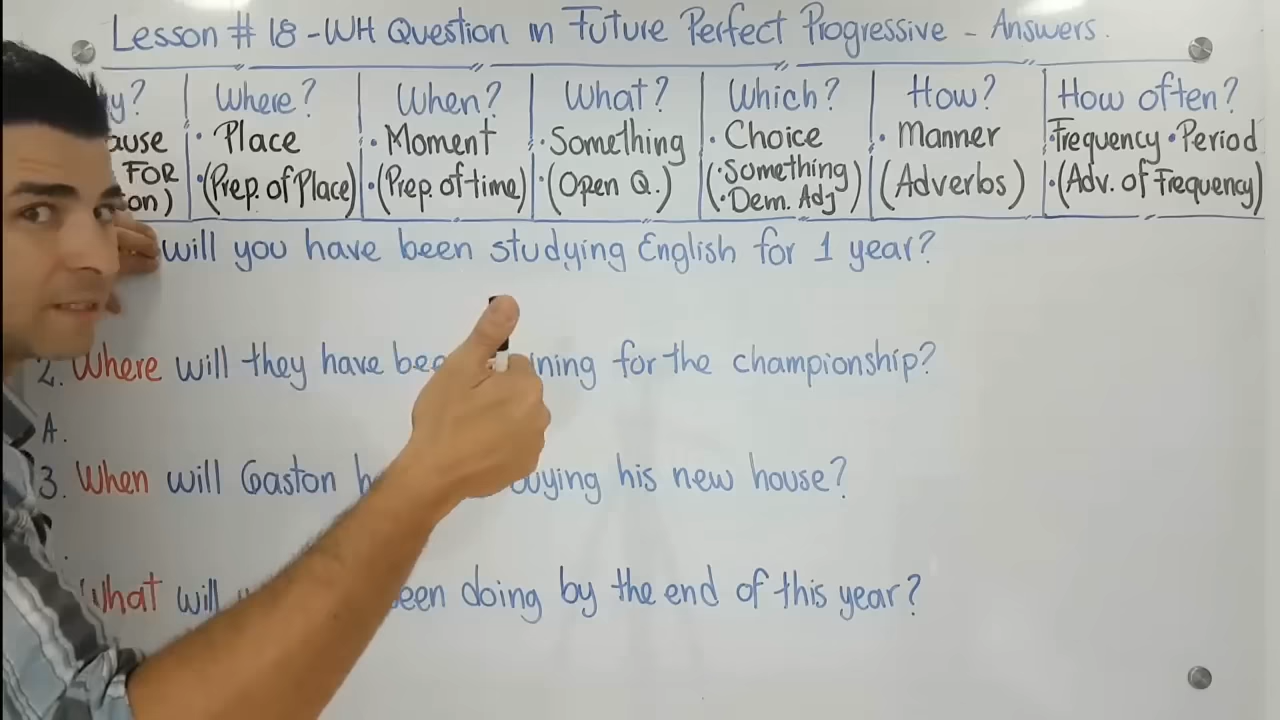 Lesson # 18 - WH Question in Future Perfect Progressive - Answers.
Where? When? What? Which? How? How often?
· Place · Moment · Something · Choice · Manner · Frequency · Period
FOR ·(Prep. of Place) ·(Prep. of time) ·(Open Q.) (·Something (Adverbs) ·(Adv. of Frequency)
· Dem. Adj)
will you have been studying English for 1 year?
2. Where will they have for the championship?
A.
3. When will Gaston his new house?
What will been doing by the end of this year?